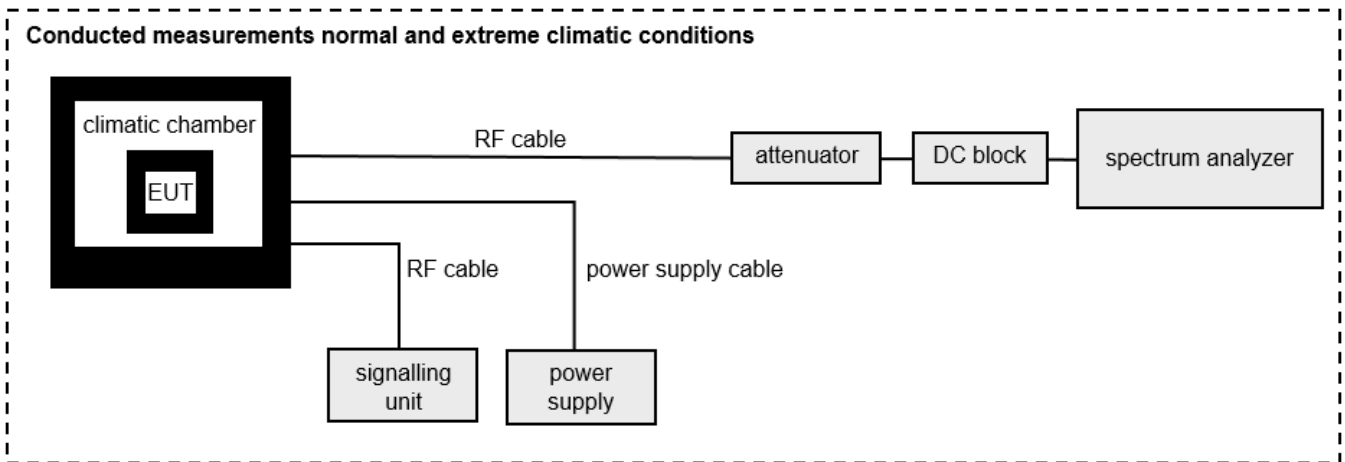 Conducted measurements normal and extreme climatic conditions
climatic chamber
EUT
RF cable
attenuator
DC block
spectrum analyzer
RF cable
power supply cable
signalling
unit
power
supply